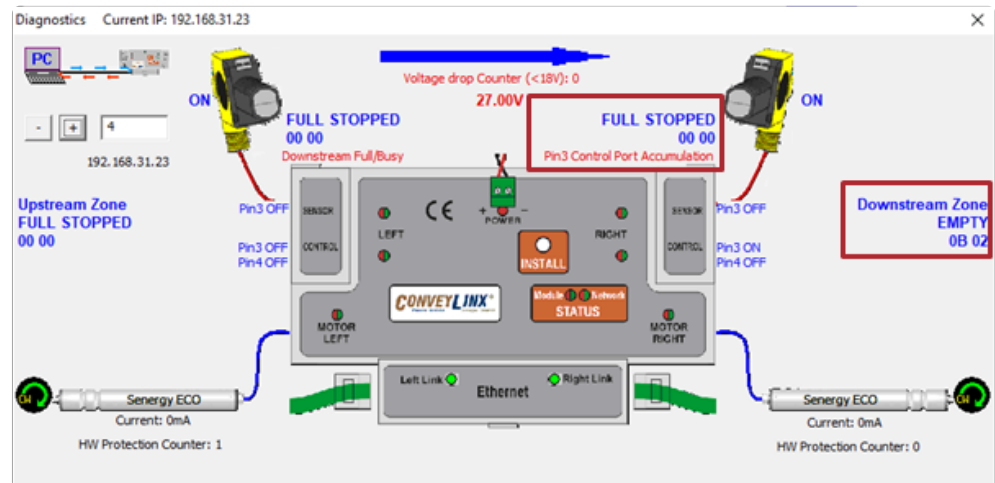 Diagnostics Current IP: 192.168.31.23
PC
Voltage drop Counter (<18V): 0
27.00V
ON
ON
FULL STOPPED
00 00
Downstream Full/Busy
FULL STOPPED
00 00
Pin3 Control Port Accumulation
- + 4
192.168.31.23
Upstream Zone
FULL STOPPED
00 00
Downstream Zone
EMPTY
0B 02
Pin3 OFF
Pin3 OFF
Pin4 OFF
Pin3 OFF
Pin3 ON
Pin4 OFF
SENSOR
CONTROL
SENSOR
CONTROL
CE
+ -
POWER
LEFT
RIGHT
INSTALL
CONVEYLINX
Module Network
STATUS
MOTOR
LEFT
MOTOR
RIGHT
Left Link
Right Link
Ethernet
CW
Senergy ECO
Current: 0mA
HW Protection Counter: 1
Senergy ECO
CW
Current: 0mA
HW Protection Counter: 0